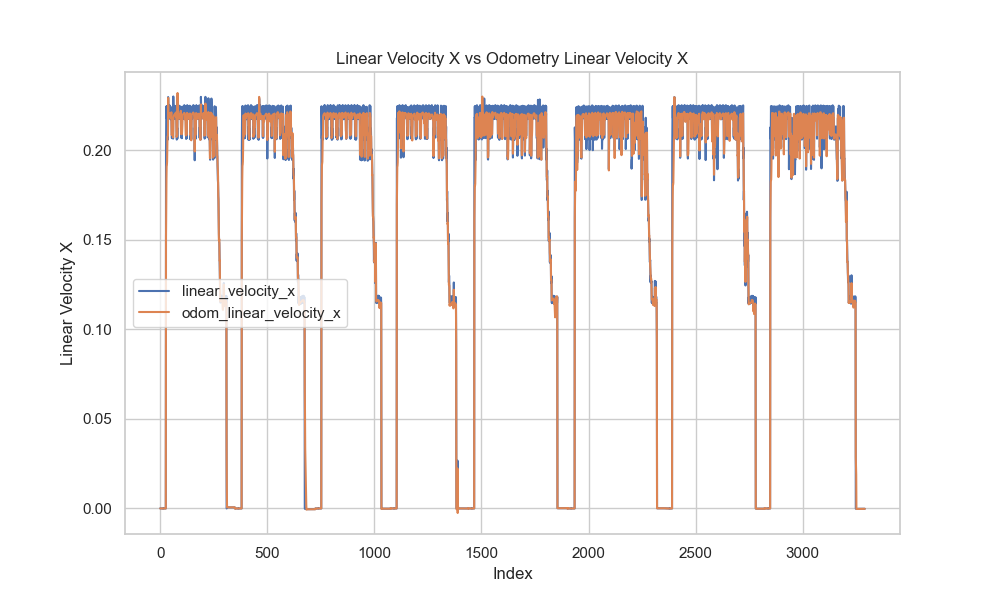 Linear Velocity X vs Odometry Linear Velocity X
0.20
0.15
0.10
0.05
0.00
Linear Velocity X
linear_velocity_x
odom_linear_velocity_x
0 500 1000 1500 2000 2500 3000
Index